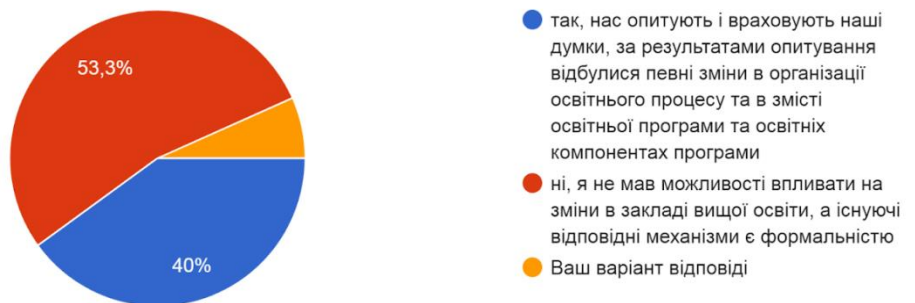 53,3%
40%
так, нас опитують і враховують наші
думки, за результатами опитування
відбулися певні зміни в організації
освітнього процесу та в змісті
освітньої програми та освітніх
компонентах програми
ні, я не мав можливості впливати на
зміни в закладі вищої освіти, а існуючі
відповідні механізми є формальністю
Ваш варіант відповіді